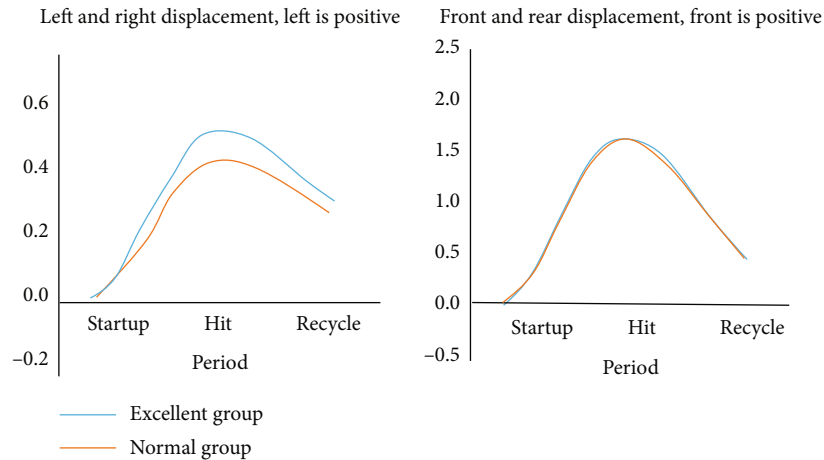 Left and right displacement, left is positive
0.6
0.4
0.2
0.0
–0.2
Startup
Hit
Recycle
Period
Front and rear displacement, front is positive
2.5
2.0
1.5
1.0
0.5
0.0
–0.5
Startup
Hit
Recycle
Period
Excellent group
Normal group